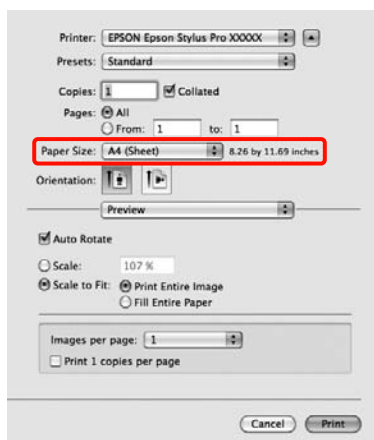 Printer: EPSON Epson Stylus Pro XXXXX
Presets: Standard
Copies: 1 Collated
Pages: All
From: 1 to: 1
Paper Size: A4 (Sheet) 8.26 by 11.69 inches
Orientation:
Preview
Auto Rotate
Scale: 107 %
Scale to Fit: Print Entire Image
Fill Entire Paper
Images per page: 1
Print 1 copies per page
Cancel Print